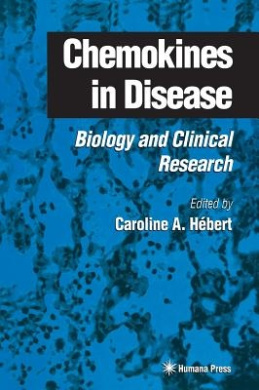 Chemokines
in Disease
Biology and Clinical
Research
Edited by
Caroline A. Hébert
Humana Press